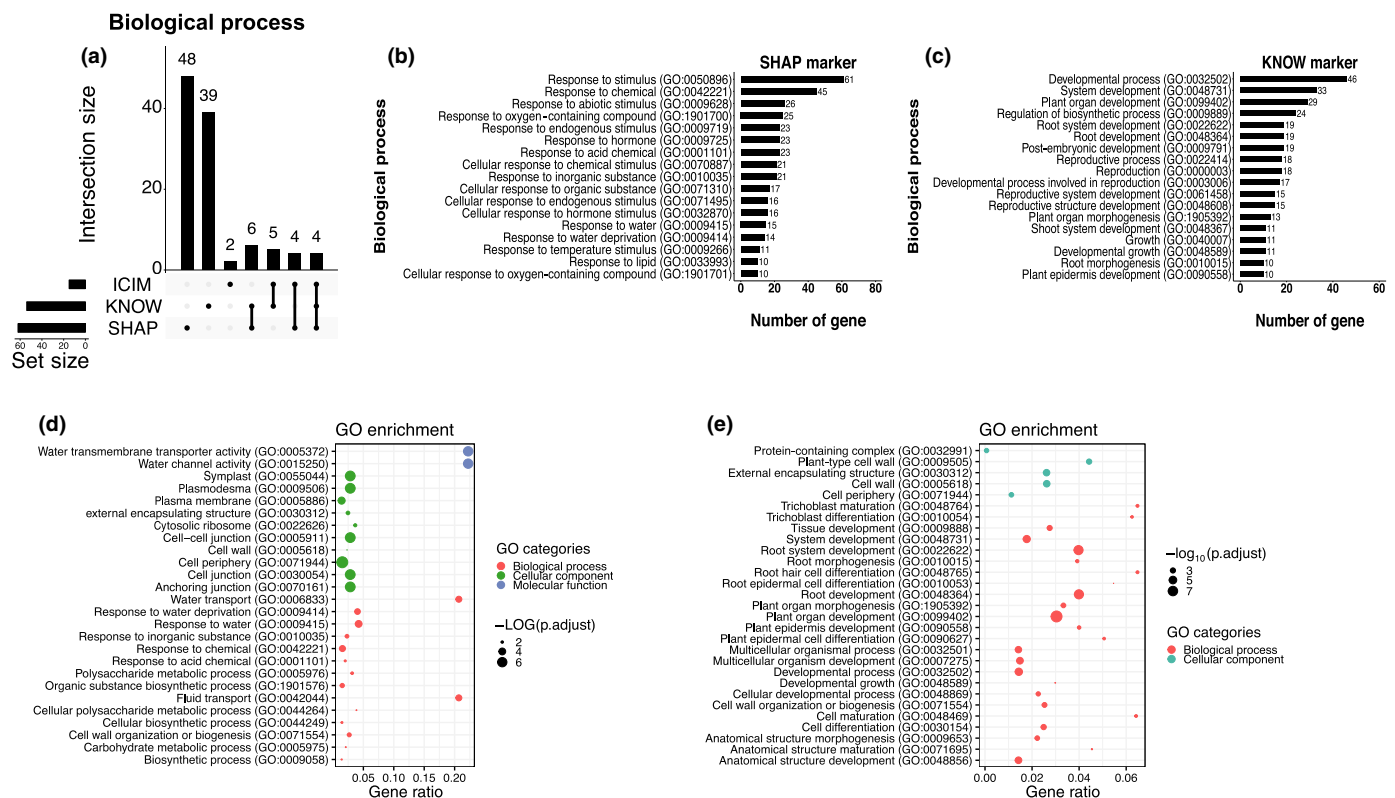 Biological process
(a)
Intersection size
40
20
0
48
39
2
6
5
4
4
ICIM
KNOW
SHAP
60
40
20
0
Set size
(b)
SHAP marker
Biological process
Response to stimulus (GO:0050896)
61
Response to chemical (GO:0042221)
45
Response to abiotic stimulus (GO:0009628)
26
Response to oxygen-containing compound (GO:1901700)
25
Response to endogenous stimulus (GO:0009719)
23
Response to hormone (GO:0009725)
23
Response to acid chemical (GO:0001101)
23
Cellular response to chemical stimulus (GO:0070887)
21
Response to inorganic substance (GO:0010035)
21
Cellular response to organic substance (GO:0071310)
17
Cellular response to endogenous stimulus (GO:0071495)
16
Cellular response to hormone stimulus (GO:0032870)
16
Response to water (GO:0009415)
15
Response to water deprivation (GO:0009414)
14
Response to temperature stimulus (GO:0009266)
11
Response to lipid (GO:0033993)
10
Cellular response to oxygen-containing compound (GO:1901701)
10
0 20 40 60 80
Number of gene
(c)
KNOW marker
Biological process
Developmental process (GO:0032502)
46
System development (GO:0048731)
33
Plant organ development (GO:0099402)
29
Regulation of biosynthetic process (GO:0009889)
24
Root system development (GO:0022622)
19
Root development (GO:0048364)
19
Post-embryonic development (GO:0009791)
19
Reproductive process (GO:0022414)
18
Reproduction (GO:0000003)
18
Developmental process involved in reproduction (GO:0003006)
17
Reproductive system development (GO:0061458)
15
Reproductive structure development (GO:0048608)
15
Plant organ morphogenesis (GO:1905392)
13
Shoot system development (GO:0048367)
11
Growth (GO:0040007)
11
Developmental growth (GO:0048589)
11
Root morphogenesis (GO:0010015)
10
Plant epidermis development (GO:0090558)
10
0 20 40 60
Number of gene
(d)
GO enrichment
Water transmembrane transporter activity (GO:0005372)
Water channel activity (GO:0015250)
Symplast (GO:0055044)
Plasmodesma (GO:0009506)
Plasma membrane (GO:0005886)
external encapsulating structure (GO:0030312)
Cytosolic ribosome (GO:0022626)
Cell-cell junction (GO:0005911)
Cell wall (GO:0005618)
Cell periphery (GO:0071944)
Cell junction (GO:0030054)
Anchoring junction (GO:0070161)
Water transport (GO:0006833)
Response to water deprivation (GO:0009414)
Response to water (GO:0009415)
Response to inorganic substance (GO:0010035)
Response to chemical (GO:0042221)
Response to acid chemical (GO:0001101)
Polysaccharide metabolic process (GO:0005976)
Organic substance biosynthetic process (GO:1901576)
Fluid transport (GO:0042044)
Cellular polysaccharide metabolic process (GO:0044264)
Cellular biosynthetic process (GO:0044249)
Cell wall organization or biogenesis (GO:0071554)
Carbohydrate metabolic process (GO:0005975)
Biosynthetic process (GO:0009058)
0.05 0.10 0.15 0.20
Gene ratio
GO categories
Biological process
Cellular component
Molecular function
−LOG(p.adjust)
2
4
6
(e)
GO enrichment
Protein-containing complex (GO:0032991)
Plant-type cell wall (GO:0009505)
External encapsulating structure (GO:0030312)
Cell wall (GO:0005618)
Cell periphery (GO:0071944)
Trichoblast maturation (GO:0048764)
Trichoblast differentiation (GO:0010054)
Tissue development (GO:0009888)
System development (GO:0048731)
Root system development (GO:0022622)
Root morphogenesis (GO:0010015)
Root hair cell differentiation (GO:0048765)
Root epidermal cell differentiation (GO:0010053)
Root development (GO:0048364)
Plant organ morphogenesis (GO:1905392)
Plant organ development (GO:0099402)
Plant epidermis development (GO:0090558)
Plant epidermal cell differentiation (GO:0090627)
Multicellular organismal process (GO:0032501)
Multicellular organism development (GO:0007275)
Developmental process (GO:0032502)
Developmental growth (GO:0048589)
Cellular developmental process (GO:0048869)
Cell wall organization or biogenesis (GO:0071554)
Cell maturation (GO:0048469)
Cell differentiation (GO:0030154)
Anatomical structure morphogenesis (GO:0009653)
Anatomical structure maturation (GO:0071695)
Anatomical structure development (GO:0048856)
0.00 0.02 0.04 0.06
Gene ratio
−log10(p.adjust)
3
5
7
GO categories
Biological process
Cellular component